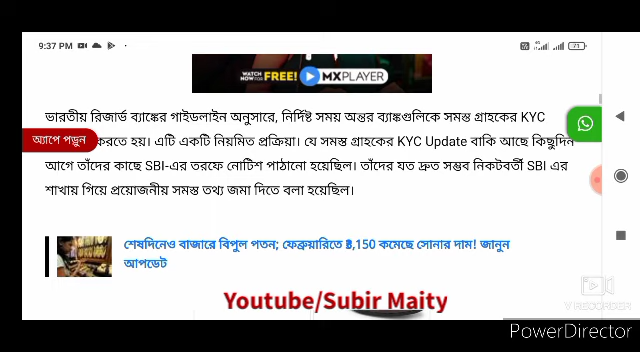 9:37 PM
71
WATCH NOW FOR FREE! MXPLAYER
ভারতীয় রিজার্ভ ব্যাঙ্কের গাইডলাইন অনুসারে, নির্দিষ্ট সময় অন্তর ব্যাঙ্কগুলিকে সমস্ত গ্রাহকের KYC
অ্যাপে পড়ুন করতে হয়। এটি একটি নিয়মিত প্রক্রিয়া। যে সমস্ত গ্রাহকের KYC Update বাকি আছে কিছুদিন
আগে তাঁদের কাছে SBI-এর তরফে নোটিশ পাঠানো হয়েছিল। তাঁদের যত দ্রুত সম্ভব নিকটবর্তী SBI এর
শাখায় গিয়ে প্রয়োজনীয় সমস্ত তথ্য জমা দিতে বলা হয়েছিল।
শেষদিনেও বাজারে বিপুল পতন; ফেব্রুয়ারিতে ₹3,150 কমেছে সোনার দাম! জানুন
আপডেট
Youtube/Subir Maity
V RECORDER
PowerDirector